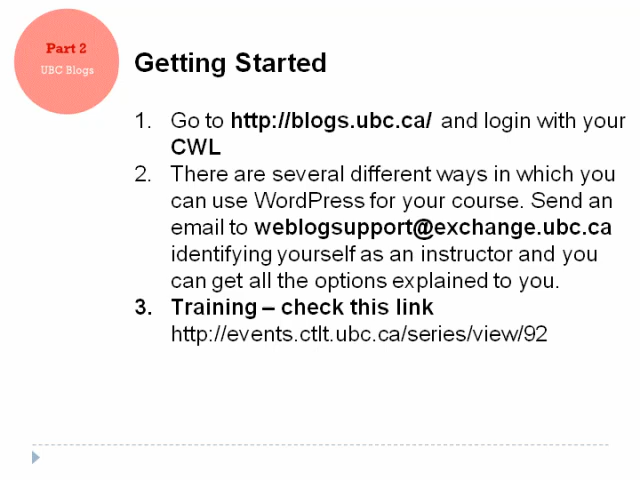 Part 2
UBC Blogs
Getting Started
1. Go to http://blogs.ubc.ca/ and login with your
CWL
2. There are several different ways in which you
can use WordPress for your course. Send an
email to weblogsupport@exchange.ubc.ca
identifying yourself as an instructor and you
can get all the options explained to you.
3. Training – check this link
http://events.ctlt.ubc.ca/series/view/92